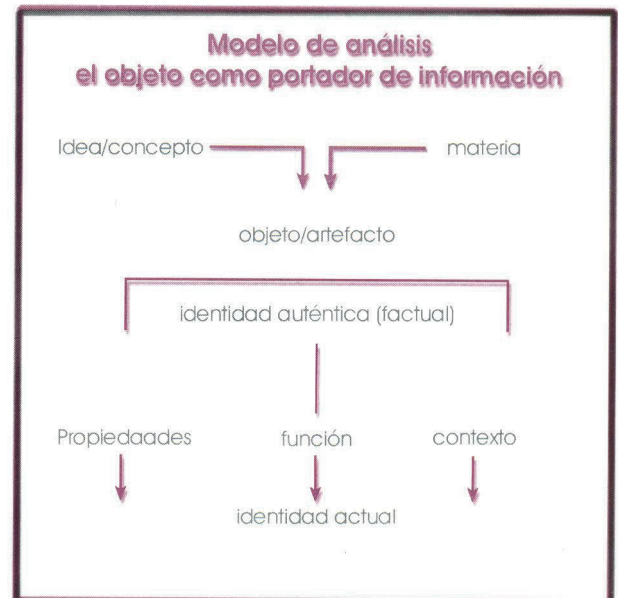 Modelo de análisis
el objeto como portador de información
Idea/concepto materia
objeto/artefacto
identidad auténtica (factual)
Propiedaades función contexto
identidad actual